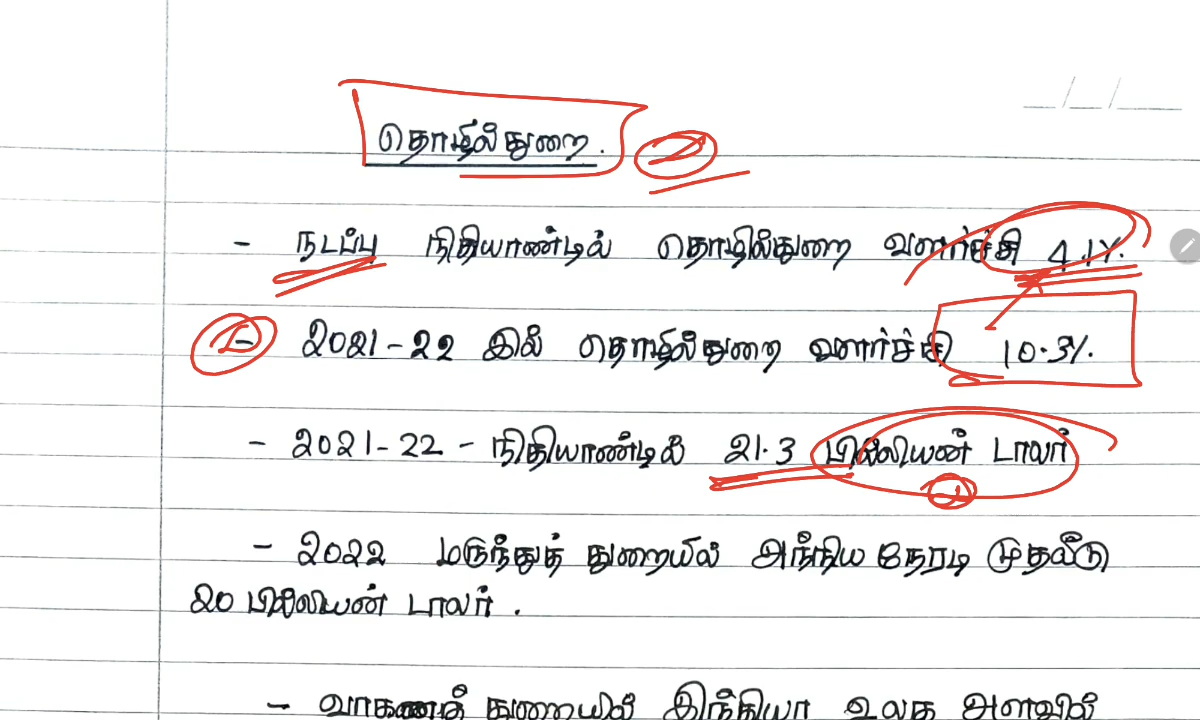 தொழில்துறை.
- நடப்பு நிதியாண்டில் தொழில்துறை வளர்ச்சி 4.1%.
- 2021-22 இல் தொழில்துறை வளர்ச்சி 10.3%.
- 2021-22 - நிதியாண்டில் 21.3 மில்லியன் டாலர்
- 2022 மருந்துத் துறையில் அந்நிய நேரடி முதலீடு
20 மில்லியன் டாலர்.
- வாகனத் துறையில் இந்தியா உலக அளவில்